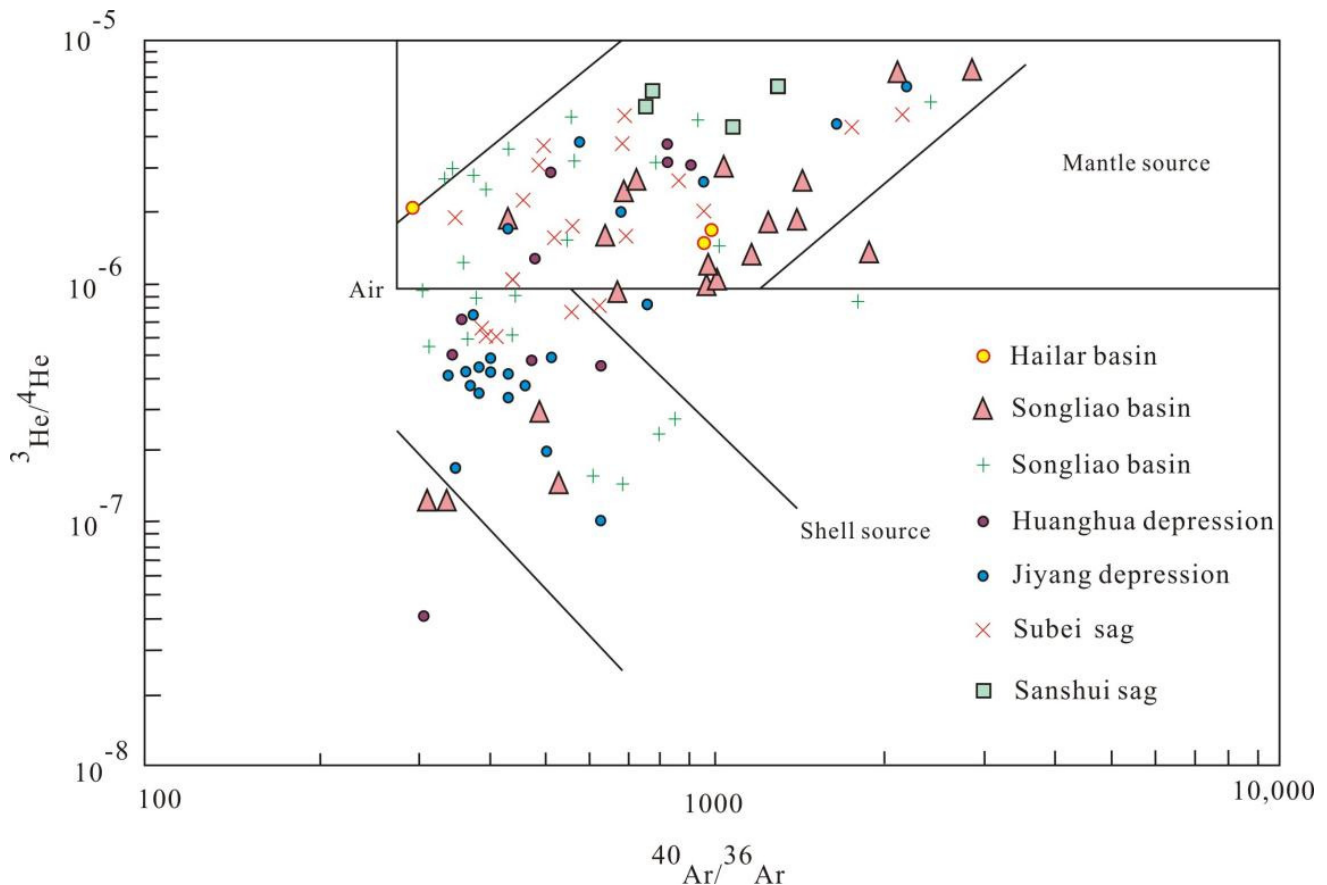 10⁻⁵
Mantle source
Air
10⁻⁶
Hailar basin
Songliao basin
Songliao basin
Huanghua depression
Jiyang depression
Subei sag
Sanshui sag
Shell source
³He/⁴He
10⁻⁷
10⁻⁸
100
1000
10,000
⁴⁰Ar/³⁶Ar